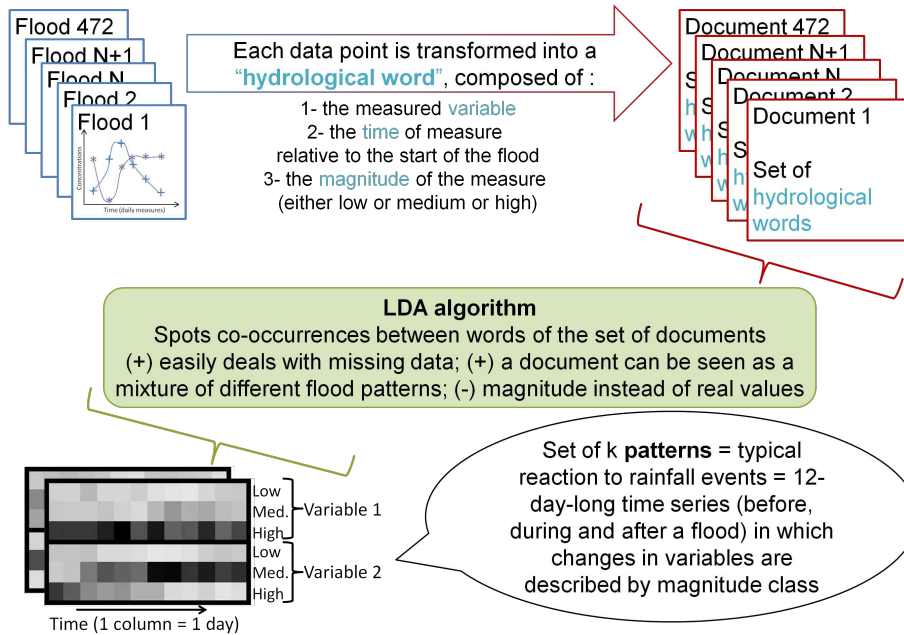 Flood 472
Flood N+1
Flood N
Flood 2
Flood 1
Concentrations
Time (daily measures)
Each data point is transformed into a
“hydrological word”, composed of :
1- the measured variable
2- the time of measure
relative to the start of the flood
3- the magnitude of the measure
(either low or medium or high)
Document 472
Document N+1
Document N
Document 2
Document 1
Set of
hydrological
words
LDA algorithm
Spots co-occurrences between words of the set of documents
(+) easily deals with missing data; (+) a document can be seen as a
mixture of different flood patterns; (-) magnitude instead of real values
Set of k patterns = typical
reaction to rainfall events = 12-
day-long time series (before,
during and after a flood) in which
changes in variables are
described by magnitude class
Low
Med.
High
Variable 1
Low
Med.
High
Variable 2
Time (1 column = 1 day)